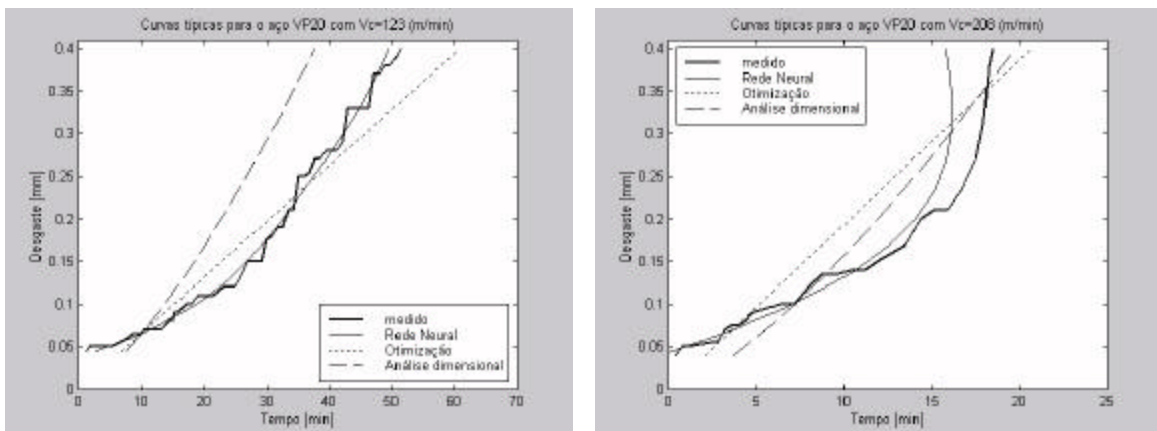 Curvas típicas para o aço VP20 com Vc=123 (m/min)
0.4
0.35
0.3
0.25
0.2
0.15
0.1
0.05
0
Desgaste [mm]
medido
Rede Neural
Otimização
Análise dimensional
0 10 20 30 40 50 60 70
Tempo [min]
Curvas típicas para o aço VP20 com Vc=208 (m/min)
0.4
0.35
0.3
0.25
0.2
0.15
0.1
0.05
0
Desgaste [mm]
medido
Rede Neural
Otimização
Análise dimensional
0 5 10 15 20 25
Tempo [min]